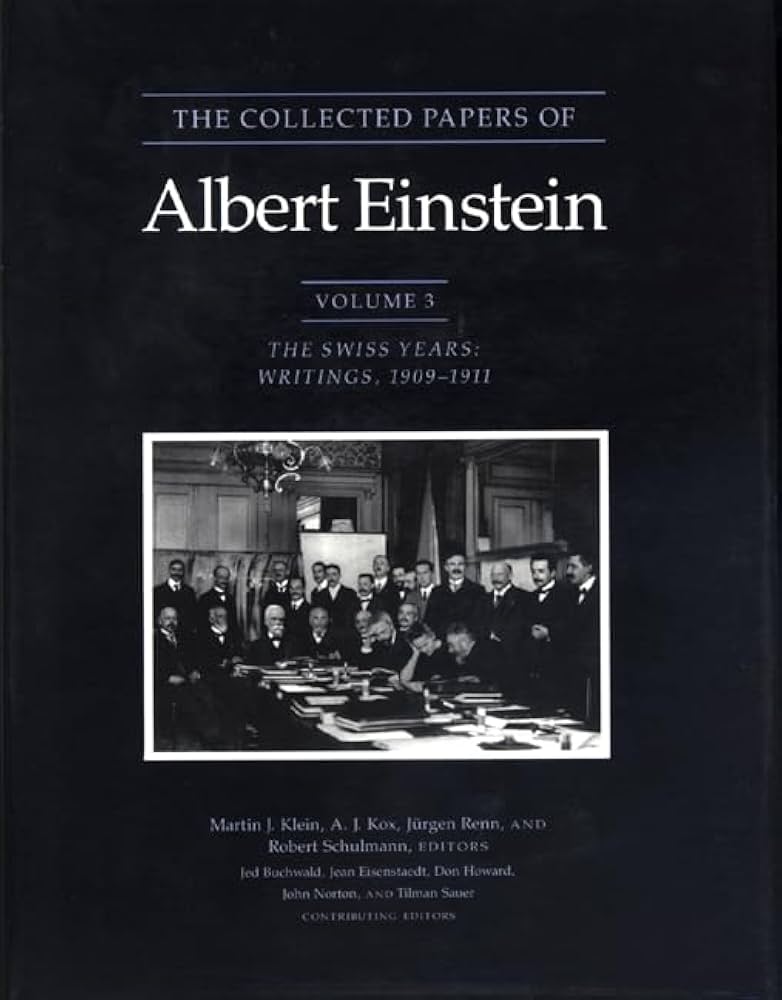 THE COLLECTED PAPERS OF
Albert Einstein
VOLUME 3
THE SWISS YEARS:
WRITINGS, 1909–1911
Martin J. Klein, A. J. Kox, Jürgen Renn, AND
Robert Schulmann, EDITORS
Jed Buchwald, Jean Eisenstaedt, Don Howard,
John Norton, AND Tilman Sauer
CONTRIBUTING EDITORS